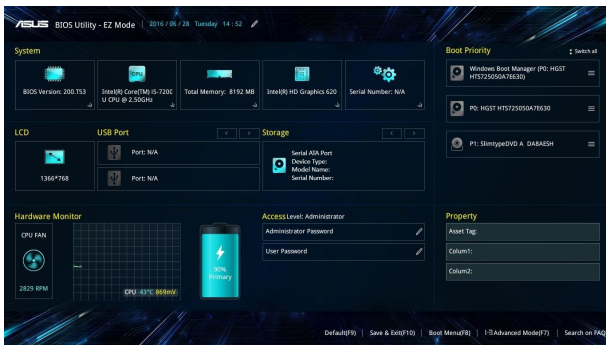 ASUS BIOS Utility - EZ Mode 2016 / 06 / 28 Tuesday 14 : 52
System
BIOS Version: 200.T53
CPU
Intel(R) Core(TM) i5-7200
U CPU @ 2.50GHz
Total Memory: 8192 MB
Intel(R) HD Graphics 620
Serial Number: N/A
LCD
1366*768
USB Port
Port: N/A
Port: N/A
Storage
Serial ATA Port
Device Type:
Model Name:
Serial Number:
Boot Priority
Switch all
Windows Boot Manager (P0: HGST
HTS725050A7E630)
P0: HGST HTS725050A7E630
P1: SlimtypeDVD A DA8AESH
Hardware Monitor
CPU FAN
2829 RPM
CPU 43°C 869mV
90%
Primary
Access Level: Administrator
Administrator Password
User Password
Property
Asset Tag:
Colum1:
Colum2:
Default(F9) | Save & Exit(F10) | Boot Menu(F8) | Advanced Mode(F7) | Search on FAQ